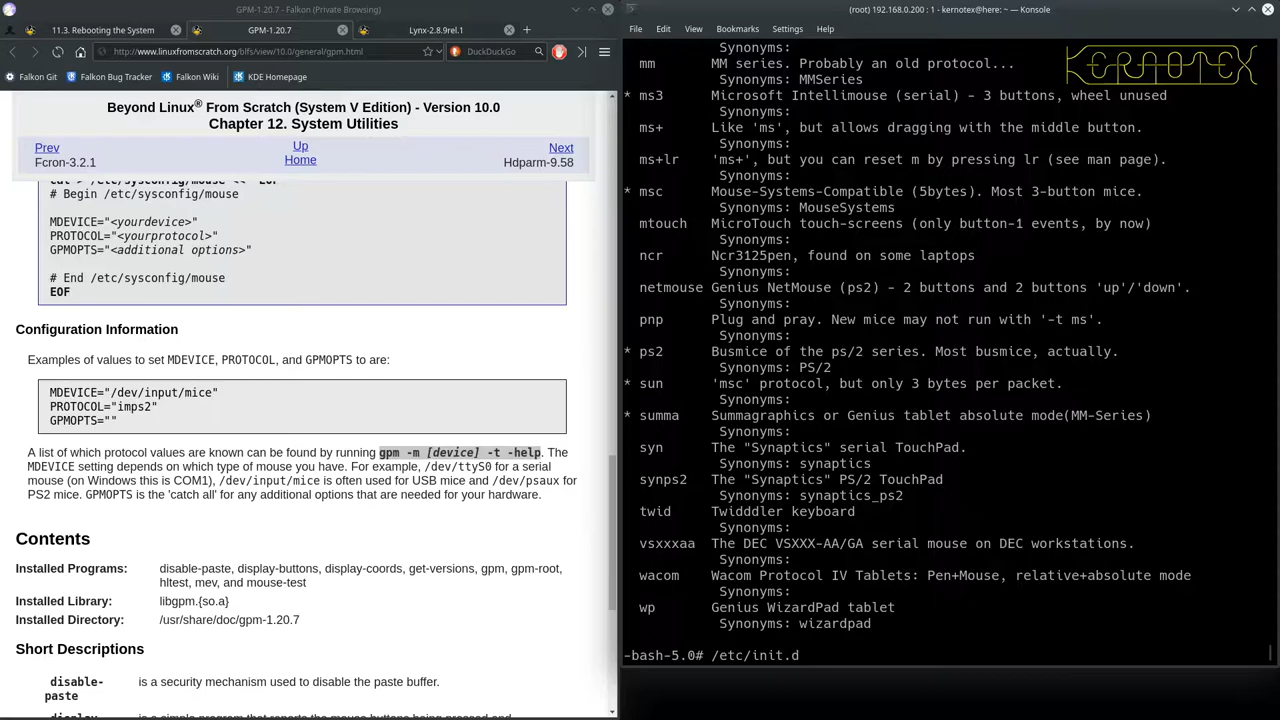 GPM-1.20.7 - Falkon (Private Browsing)
11.3. Rebooting the System
GPM-1.20.7
Lynx-2.8.9rel.1
http://www.linuxfromscratch.org/blfs/view/10.0/general/gpm.html
DuckDuckGo
Falkon Git
Falkon Bug Tracker
Falkon Wiki
KDE Homepage
Beyond Linux® From Scratch (System V Edition) - Version 10.0
Chapter 12. System Utilities
Prev
Up
Next
Fcron-3.2.1
Home
Hdparm-9.58
cat > /etc/sysconfig/mouse << "EOF"
# Begin /etc/sysconfig/mouse
MDEVICE="<yourdevice>"
PROTOCOL="<yourprotocol>"
GPMOPTS="<additional options>"
# End /etc/sysconfig/mouse
EOF
Configuration Information
Examples of values to set MDEVICE, PROTOCOL, and GPMOPTS to are:
MDEVICE="/dev/input/mice"
PROTOCOL="imps2"
GPMOPTS=""
A list of which protocol values are known can be found by running gpm -m [device] -t -help. The
MDEVICE setting depends on which type of mouse you have. For example, /dev/ttyS0 for a serial
mouse (on Windows this is COM1), /dev/input/mice is often used for USB mice and /dev/psaux for
PS2 mice. GPMOPTS is the 'catch all' for any additional options that are needed for your hardware.
Contents
Installed Programs: disable-paste, display-buttons, display-coords, get-versions, gpm, gpm-root,
hltest, mev, and mouse-test
Installed Library: libgpm.{so.a}
Installed Directory: /usr/share/doc/gpm-1.20.7
Short Descriptions
disable-paste
is a security mechanism used to disable the paste buffer.
(root) 192.168.0.200 : 1 - kernotex@here: ~ — Konsole
File Edit View Bookmarks Settings Help
KERNOTEX
Synonyms:
mm MM series. Probably an old protocol...
Synonyms: MMSeries
* ms3 Microsoft Intellimouse (serial) - 3 buttons, wheel unused
Synonyms:
ms+ Like 'ms', but allows dragging with the middle button.
Synonyms:
ms+lr 'ms+', but you can reset m by pressing lr (see man page).
Synonyms:
* msc Mouse-Systems-Compatible (5bytes). Most 3-button mice.
Synonyms: MouseSystems
mtouch MicroTouch touch-screens (only button-1 events, by now)
Synonyms:
ncr Ncr3125pen, found on some laptops
Synonyms:
netmouse Genius NetMouse (ps2) - 2 buttons and 2 buttons 'up'/'down'.
Synonyms:
pnp Plug and pray. New mice may not run with '-t ms'.
Synonyms:
* ps2 Busmice of the ps/2 series. Most busmice, actually.
Synonyms: PS/2
* sun 'msc' protocol, but only 3 bytes per packet.
Synonyms:
* summa Summagraphics or Genius tablet absolute mode(MM-Series)
Synonyms:
syn The "Synaptics" serial TouchPad.
Synonyms: synaptics
synps2 The "Synaptics" PS/2 TouchPad
Synonyms: synaptics_ps2
twid Twidddler keyboard
Synonyms:
vsxxxaa The DEC VSXXX-AA/GA serial mouse on DEC workstations.
Synonyms:
wacom Wacom Protocol IV Tablets: Pen+Mouse, relative+absolute mode
Synonyms:
wp Genius WizardPad tablet
Synonyms: wizardpad
-bash-5.0# /etc/init.d